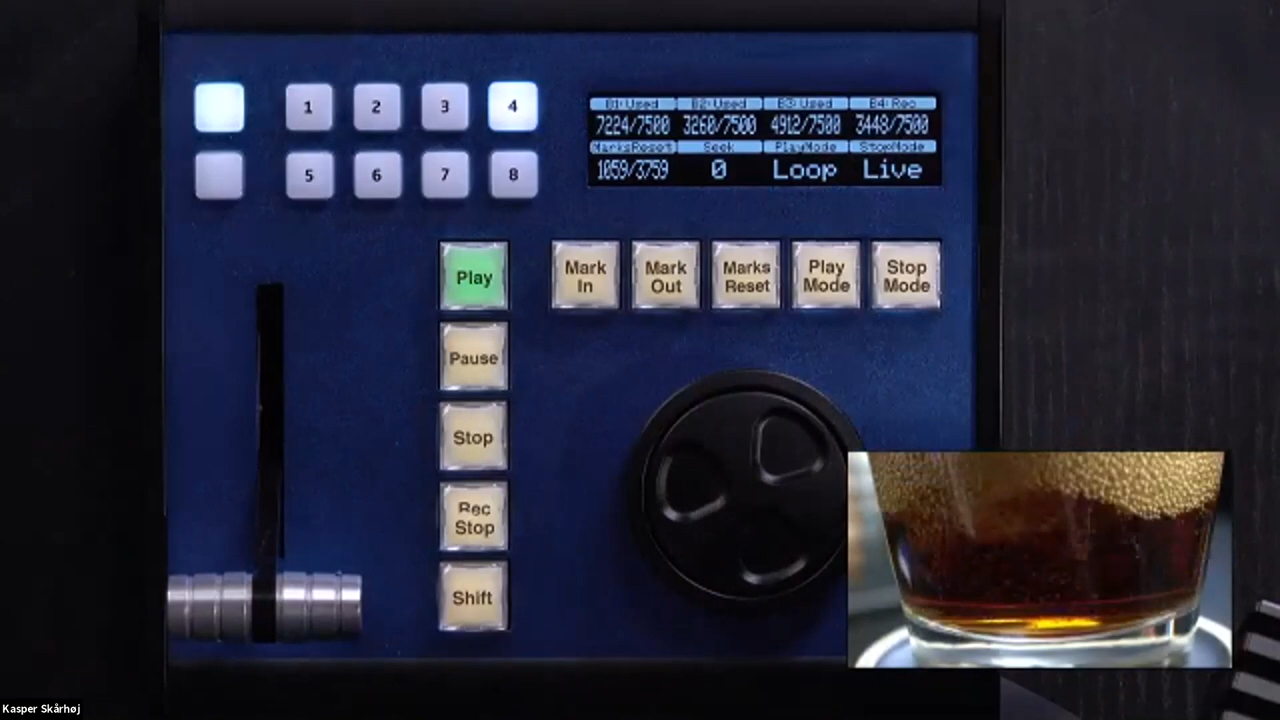 1 2 3 4
5 6 7 8
B1: Used B2: Used B3: Used B4: Rec
7224/7500 3260/7500 4912/7500 3448/7500
MarksReset Seek PlayMode StopMode
1059/3759 0 Loop Live
Play
Mark In
Mark Out
Marks Reset
Play Mode
Stop Mode
Pause
Stop
Rec Stop
Shift
Kasper Skårhøj